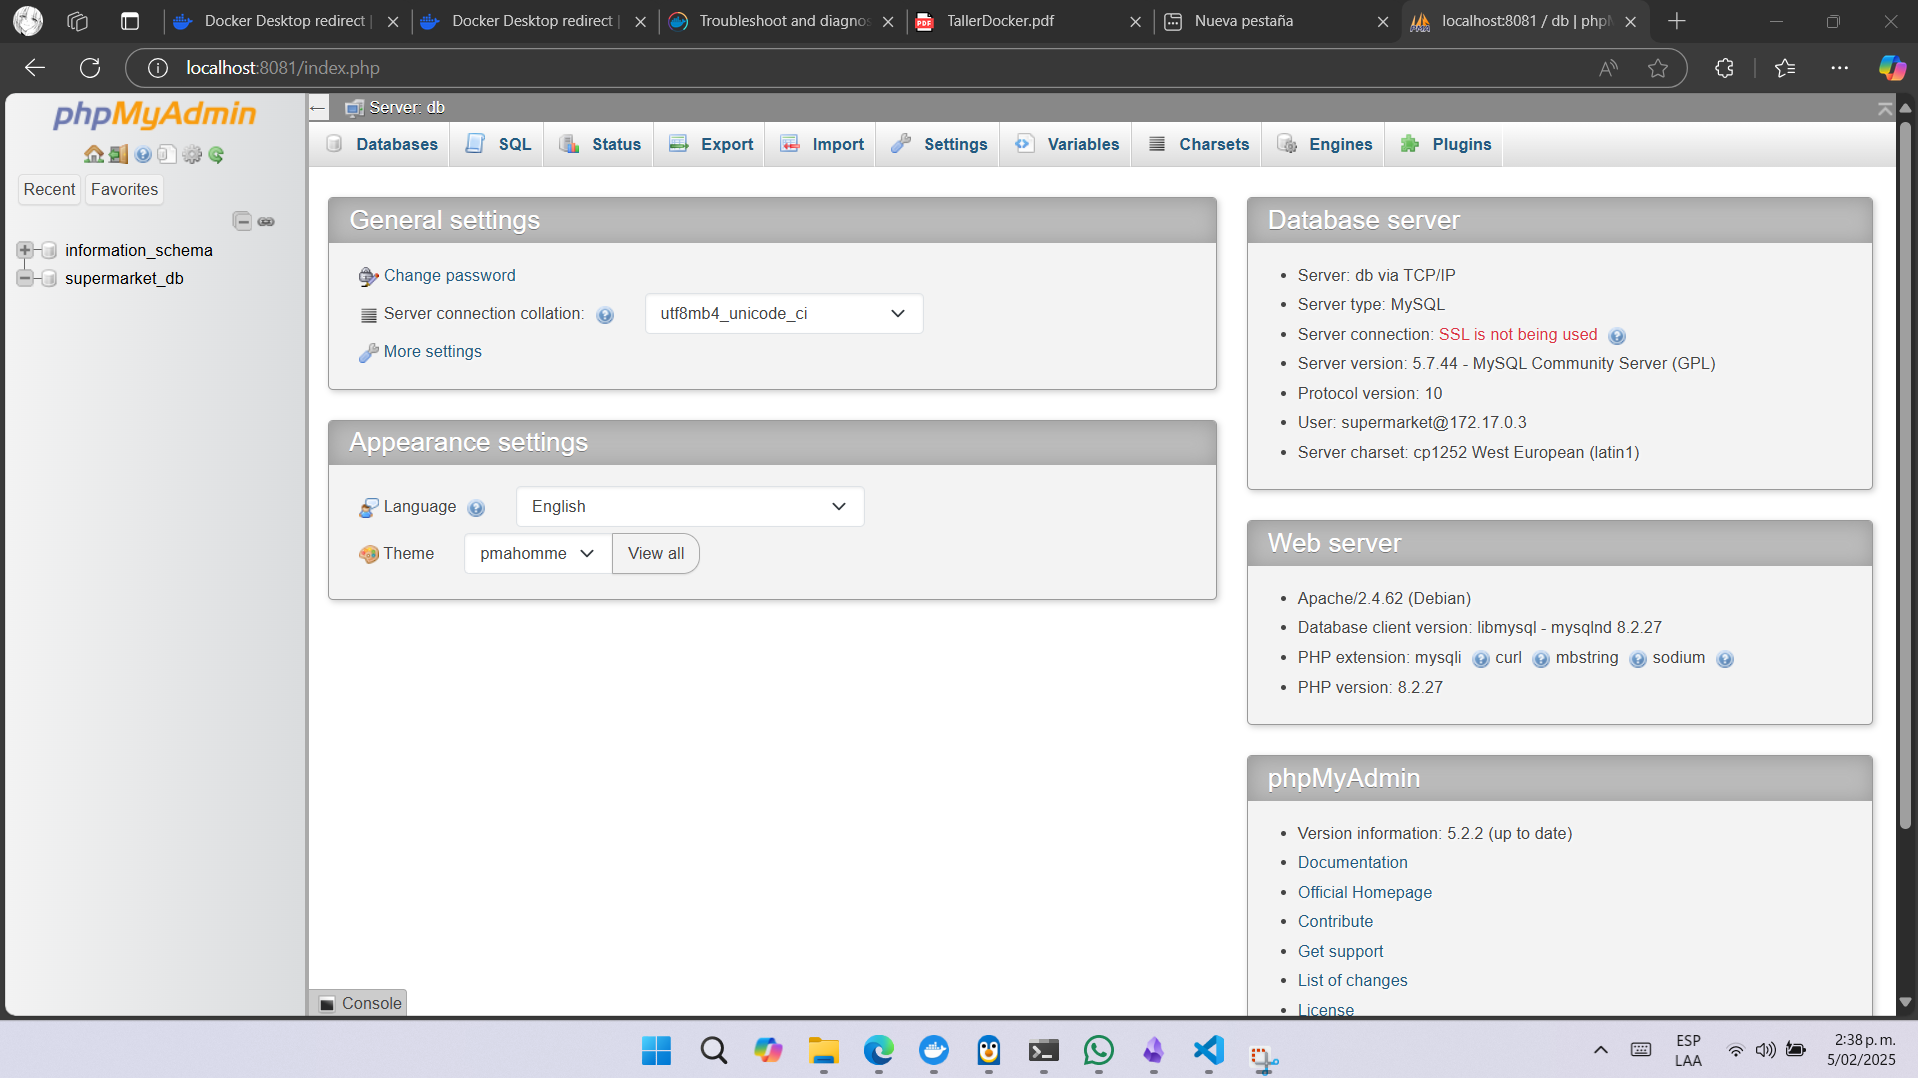 Docker Desktop redirect
Docker Desktop redirect
Troubleshoot and diagnos
TallerDocker.pdf
Nueva pestaña
localhost:8081 / db | phpM
localhost:8081/index.php
phpMyAdmin
Recent
Favorites
information_schema
supermarket_db
Server: db
Databases
SQL
Status
Export
Import
Settings
Variables
Charsets
Engines
Plugins
General settings
Change password
Server connection collation:
utf8mb4_unicode_ci
More settings
Appearance settings
Language
English
Theme
pmahomme
View all
Database server
Server: db via TCP/IP
Server type: MySQL
Server connection: SSL is not being used
Server version: 5.7.44 - MySQL Community Server (GPL)
Protocol version: 10
User: supermarket@172.17.0.3
Server charset: cp1252 West European (latin1)
Web server
Apache/2.4.62 (Debian)
Database client version: libmysql - mysqlnd 8.2.27
PHP extension: mysqli curl mbstring sodium
PHP version: 8.2.27
phpMyAdmin
Version information: 5.2.2 (up to date)
Documentation
Official Homepage
Contribute
Get support
List of changes
License
Console
ESP
LAA
2:38 p. m.
5/02/2025